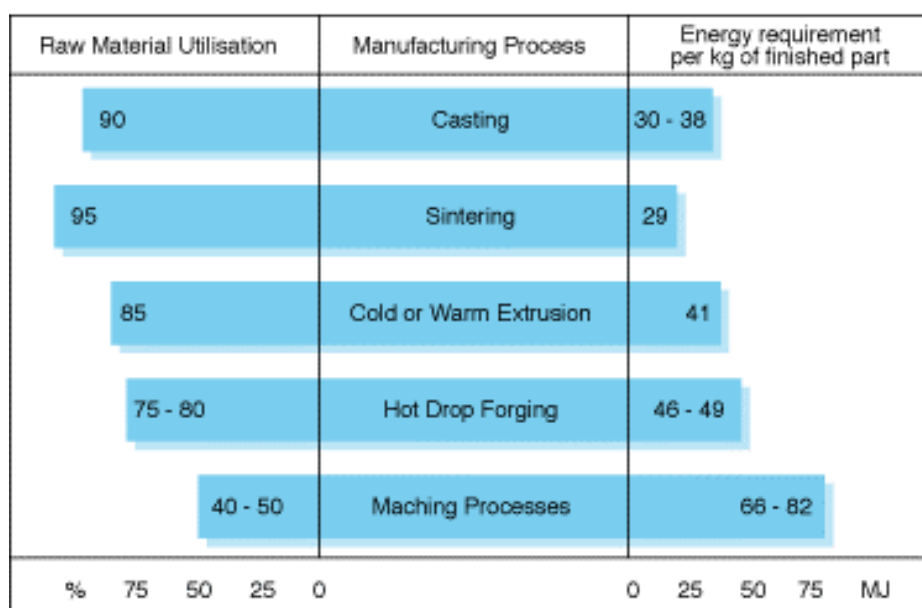 Raw Material Utilisation
Manufacturing Process
Energy requirement
per kg of finished part
90
Casting
30 - 38
95
Sintering
29
85
Cold or Warm Extrusion
41
75 - 80
Hot Drop Forging
46 - 49
40 - 50
Maching Processes
66 - 82
% 75 50 25 0
0 25 50 75 MJ